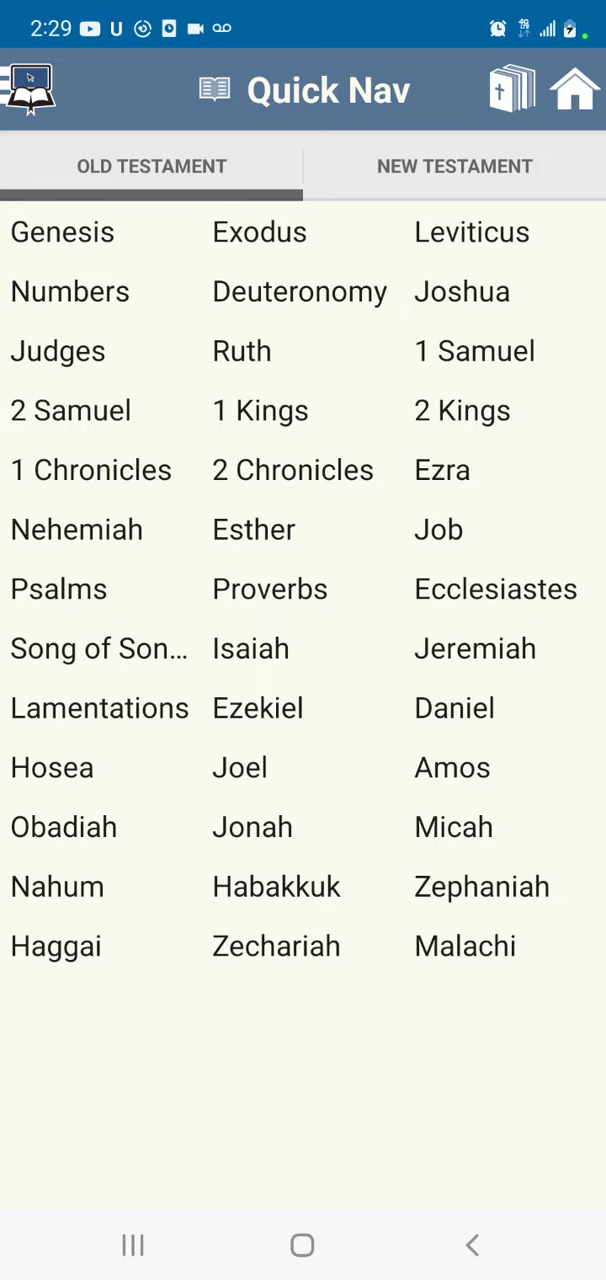 2:29
Quick Nav
OLD TESTAMENT NEW TESTAMENT
Genesis Exodus Leviticus
Numbers Deuteronomy Joshua
Judges Ruth 1 Samuel
2 Samuel 1 Kings 2 Kings
1 Chronicles 2 Chronicles Ezra
Nehemiah Esther Job
Psalms Proverbs Ecclesiastes
Song of Son... Isaiah Jeremiah
Lamentations Ezekiel Daniel
Hosea Joel Amos
Obadiah Jonah Micah
Nahum Habakkuk Zephaniah
Haggai Zechariah Malachi